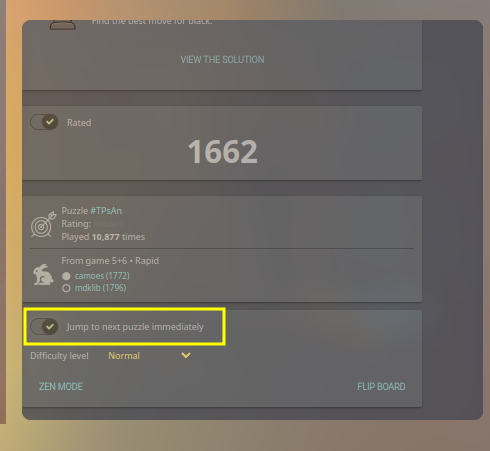 Find the best move for black.
VIEW THE SOLUTION
Rated
1662
Puzzle #TPsAn
Rating:
Played 10,877 times
From game 5+6 • Rapid
camoes (1772)
mdklib (1796)
Jump to next puzzle immediately
Difficulty level Normal
ZEN MODE FLIP BOARD